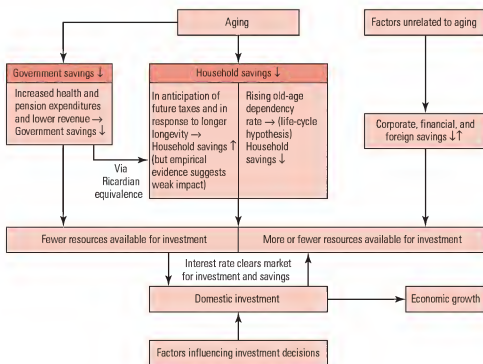 Aging
Factors unrelated to aging
Government savings ↓
Household savings ↓
Increased health and
pension expenditures
and lower revenue →
Government savings ↓
In anticipation of
future taxes and in
response to longer
longevity →
Household savings ↑
(but empirical
evidence suggests
weak impact)
Rising old-age
dependency
rate → (life-cycle
hypothesis)
Household
savings ↓
Corporate, financial, and
foreign savings ↓↑
Via
Ricardian
equivalence
Fewer resources available for investment
More or fewer resources available for investment
Interest rate clears market
for investment and savings
Domestic investment
Economic growth
Factors influencing investment decisions